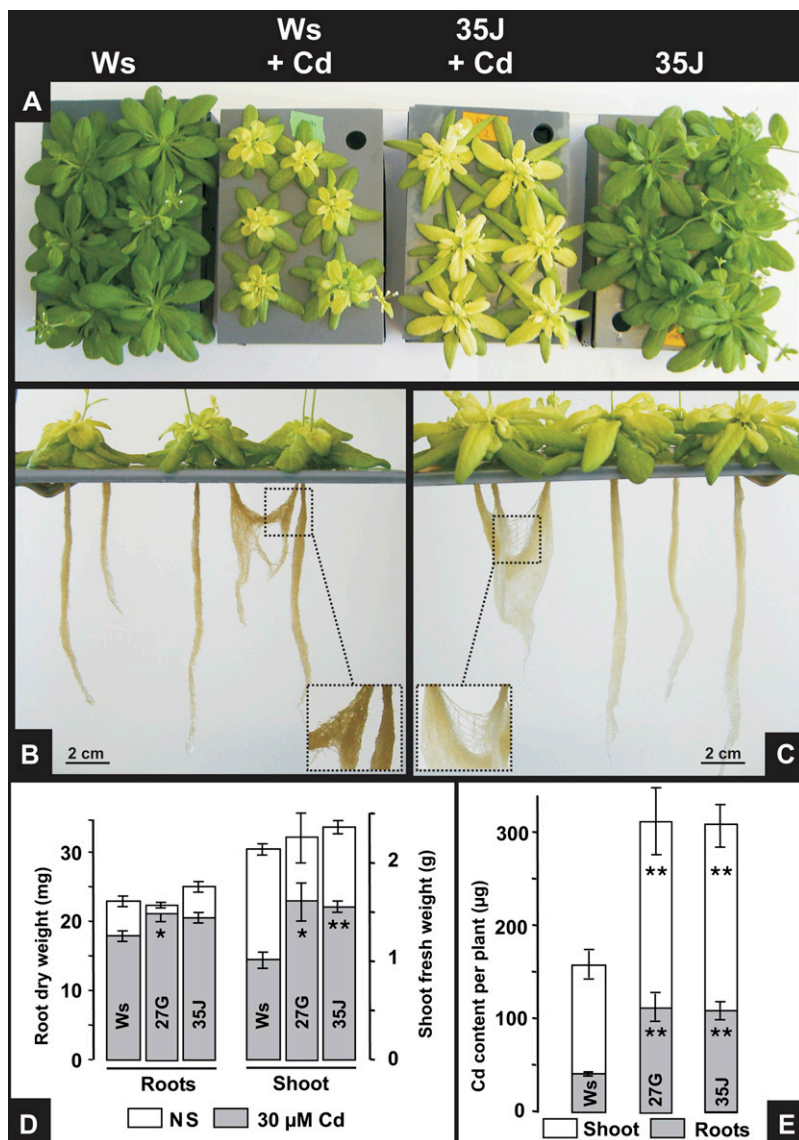 Ws
Ws + Cd
35J + Cd
35J
A
B
2 cm
C
2 cm
D
Root dry weight (mg)
30
20
10
0
Ws
27G
35J
*
Roots
Ws
27G
35J
*
**
Shoot
Shoot fresh weight (g)
2
1
0
NS
30 µM Cd
E
Cd content per plant (µg)
300
200
100
0
Ws
27G
35J
**
**
**
**
Shoot
Roots